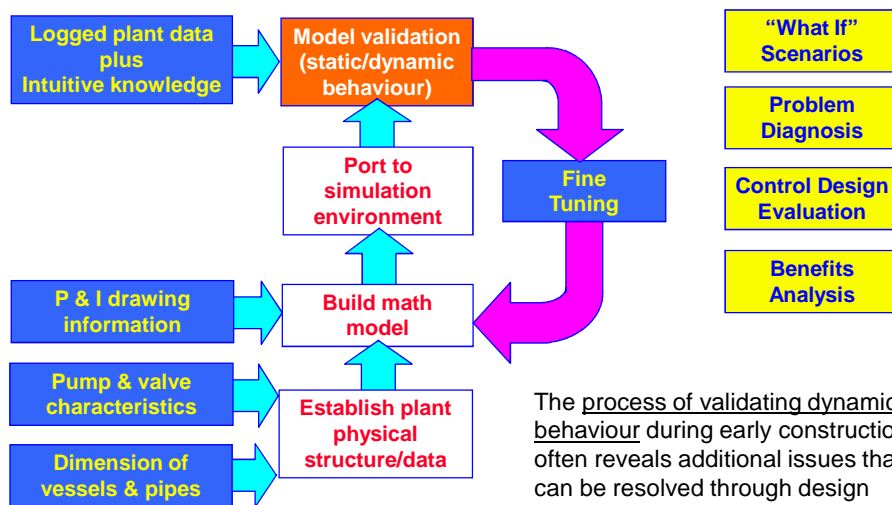 Logged plant data
plus
Intuitive knowledge
Model validation
(static/dynamic
behaviour)
Port to
simulation
environment
Fine
Tuning
P & I drawing
information
Build math
model
Pump & valve
characteristics
Establish plant
physical
structure/data
Dimension of
vessels & pipes
“What If”
Scenarios
Problem
Diagnosis
Control Design
Evaluation
Benefits
Analysis
The process of validating dynamic
behaviour during early
often reveals additional issues
can be resolved through design